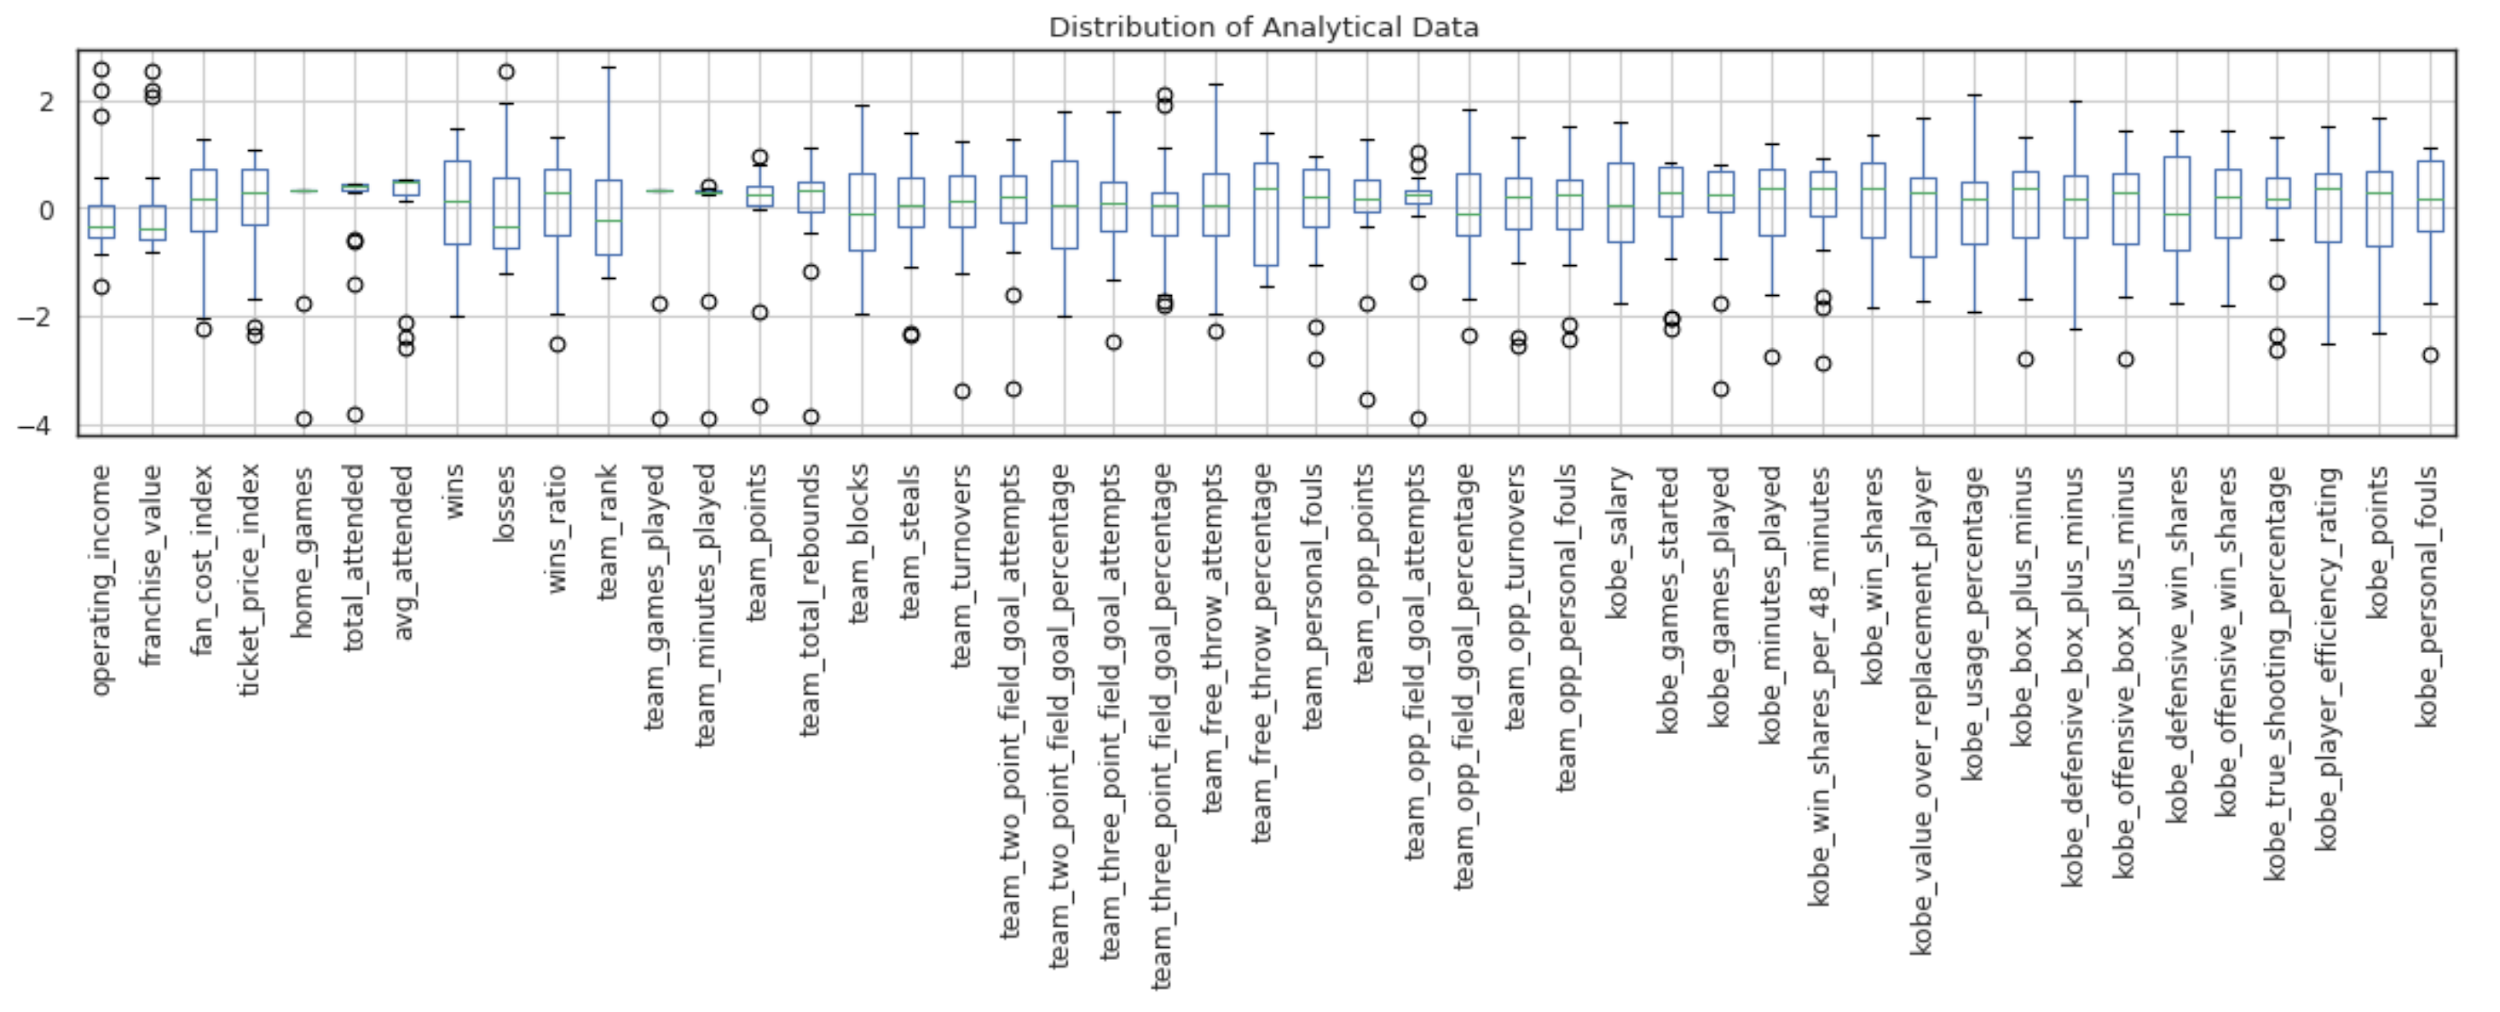 Distribution of Analytical Data
2
0
−2
−4
operating_income
franchise_value
fan_cost_index
ticket_price_index
home_games
total_attended
avg_attended
wins
losses
wins_ratio
team_rank
team_games_played
team_minutes_played
team_points
team_total_rebounds
team_blocks
team_steals
team_turnovers
team_two_point_field_goal_attempts
team_two_point_field_goal_percentage
team_three_point_field_goal_attempts
team_three_point_field_goal_percentage
team_free_throw_attempts
team_free_throw_percentage
team_personal_fouls
team_opp_points
team_opp_field_goal_attempts
team_opp_field_goal_percentage
team_opp_turnovers
team_opp_personal_fouls
kobe_salary
kobe_games_started
kobe_games_played
kobe_minutes_played
kobe_win_shares_per_48_minutes
kobe_win_shares
kobe_value_over_replacement_player
kobe_usage_percentage
kobe_box_plus_minus
kobe_defensive_box_plus_minus
kobe_offensive_box_plus_minus
kobe_defensive_win_shares
kobe_offensive_win_shares
kobe_true_shooting_percentage
kobe_player_efficiency_rating
kobe_points
kobe_personal_fouls